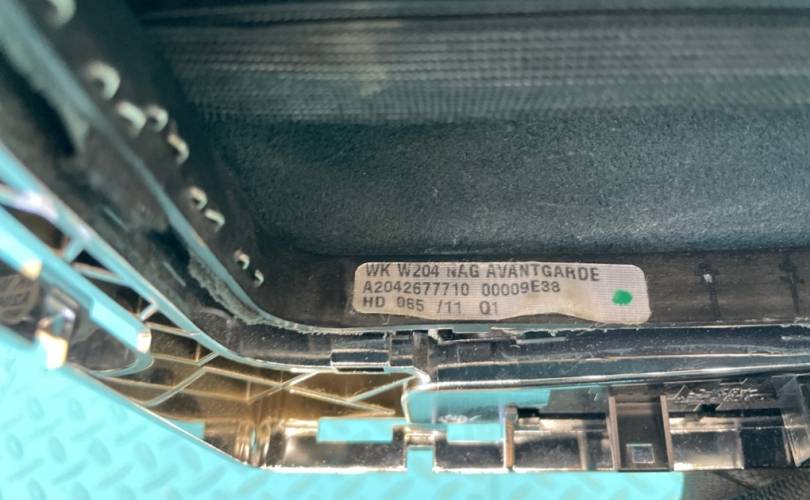 WK W204 NAG AVANTGARDE
A2042677710 00009E38
HD 065 /11 Q1